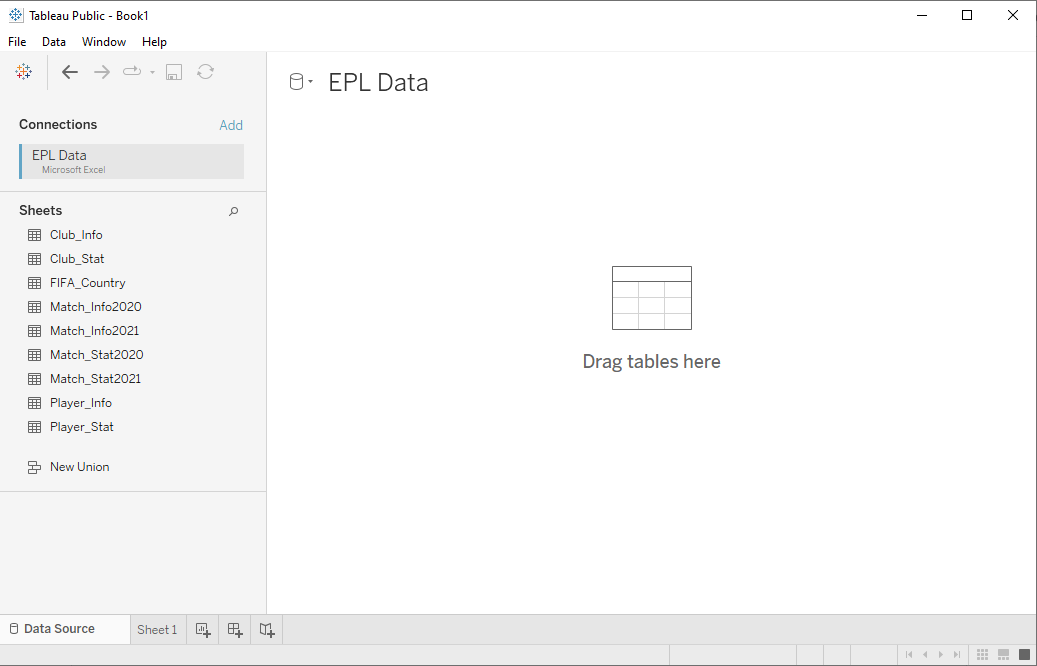 Tableau Public - Book1
File Data Window Help
Connections Add
EPL Data
Microsoft Excel
Sheets
Club_Info
Club_Stat
FIFA_Country
Match_Info2020
Match_Info2021
Match_Stat2020
Match_Stat2021
Player_Info
Player_Stat
New Union
EPL Data
Drag tables here
Data Source Sheet 1